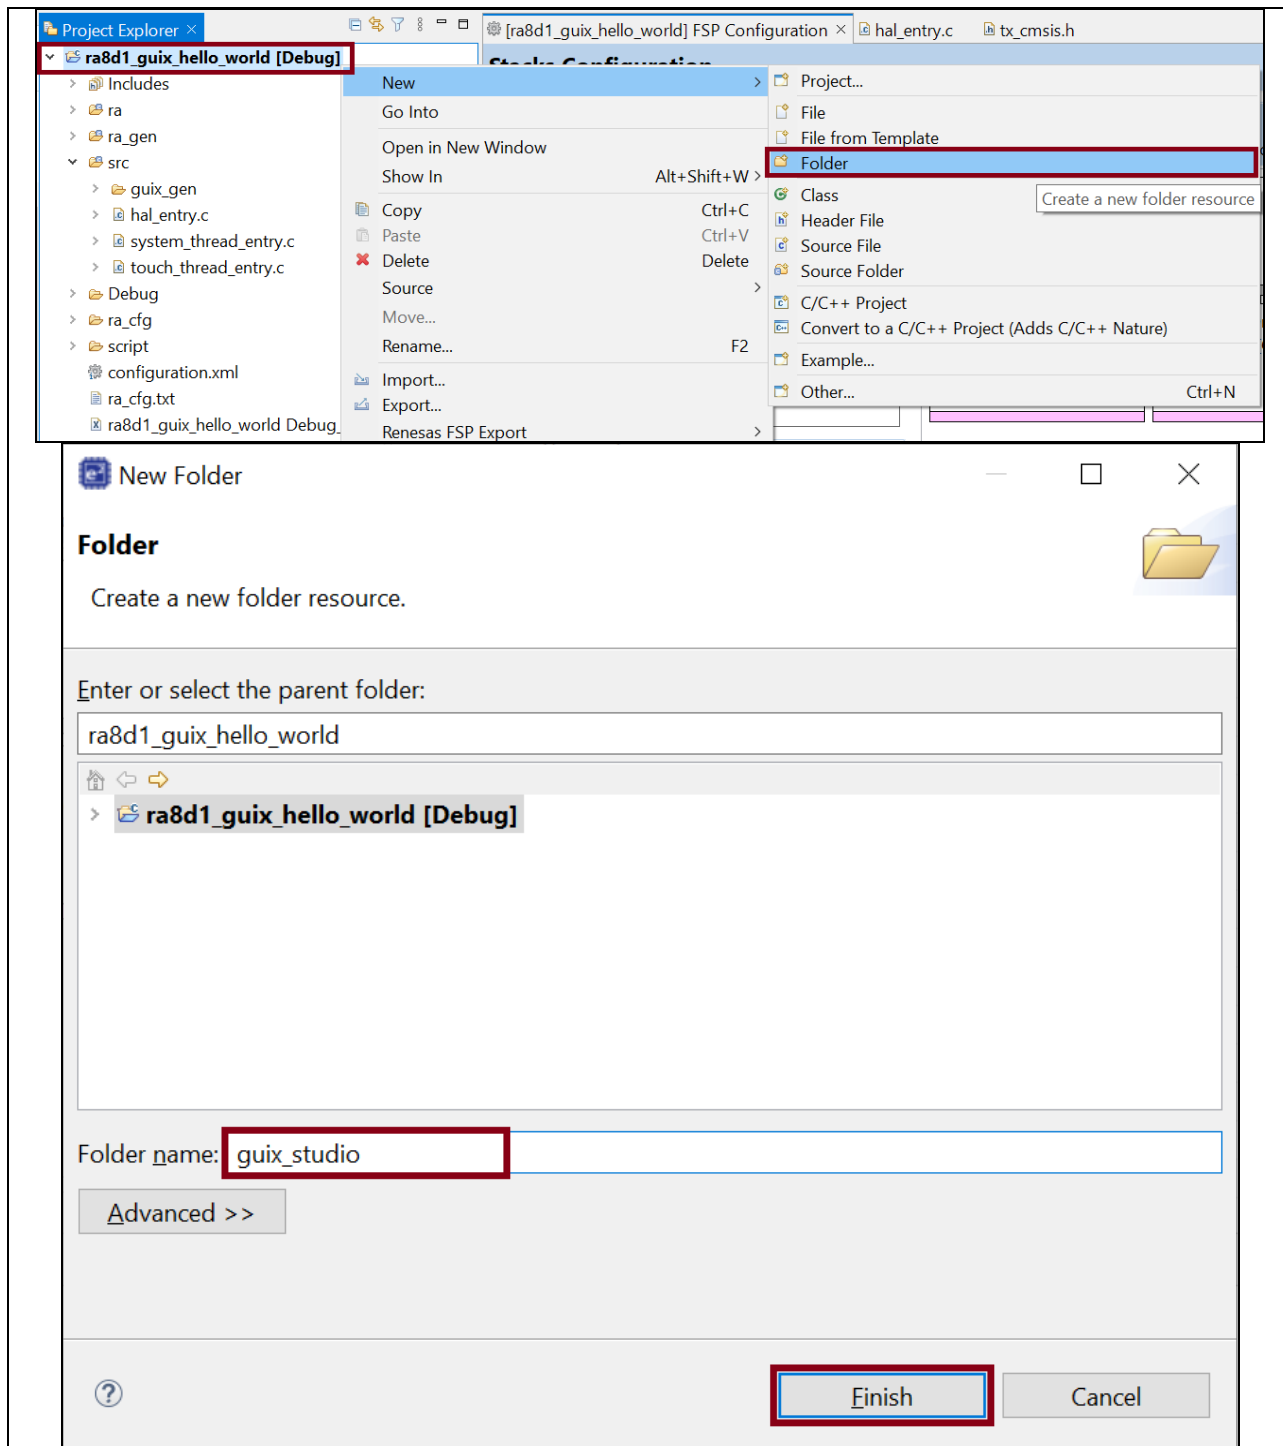 Project Explorer
[ra8d1_guix_hello_world] FSP Configuration
hal_entry.c
tx_cmsis.h
ra8d1_guix_hello_world [Debug]
Stacks Configuration
Includes
ra
ra_gen
src
guix_gen
hal_entry.c
system_thread_entry.c
touch_thread_entry.c
Debug
ra_cfg
script
configuration.xml
ra_cfg.txt
ra8d1_guix_hello_world Debug_
New
Go Into
Open in New Window
Show In Alt+Shift+W >
Copy Ctrl+C
Paste Ctrl+V
Delete Delete
Source
Move...
Rename... F2
Import...
Export...
Renesas FSP Export
Project...
File
File from Template
Folder
Class
Create a new folder resource
Header File
Source File
Source Folder
C/C++ Project
Convert to a C/C++ Project (Adds C/C++ Nature)
Example...
Other... Ctrl+N
New Folder
Folder
Create a new folder resource.
Enter or select the parent folder:
ra8d1_guix_hello_world
ra8d1_guix_hello_world [Debug]
Folder name: guix_studio
Advanced >>
Finish
Cancel